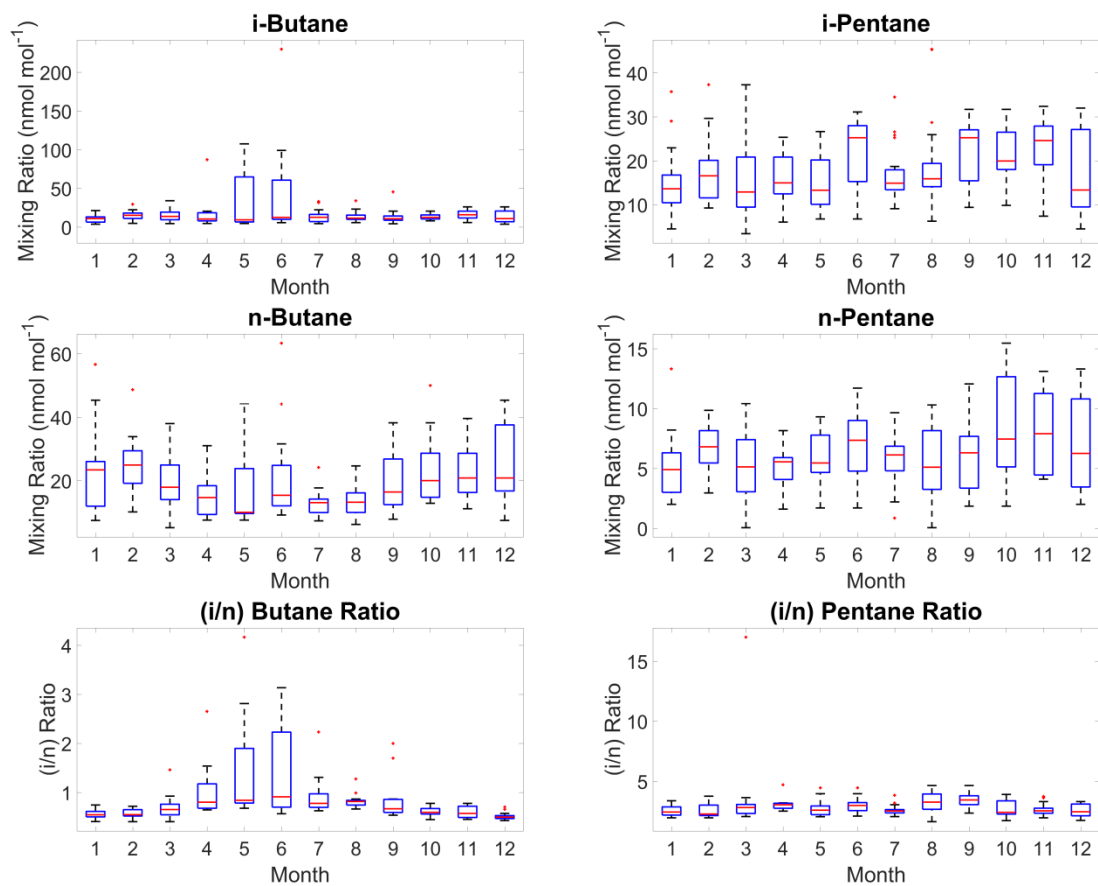 i-Butane
Mixing Ratio (nmol mol⁻¹)
200
150
100
50
0
1 2 3 4 5 6 7 8 9 10 11 12
Month
i-Pentane
Mixing Ratio (nmol mol⁻¹)
40
30
20
10
1 2 3 4 5 6 7 8 9 10 11 12
Month
n-Butane
Mixing Ratio (nmol mol⁻¹)
60
40
20
1 2 3 4 5 6 7 8 9 10 11 12
Month
n-Pentane
Mixing Ratio (nmol mol⁻¹)
15
10
5
0
1 2 3 4 5 6 7 8 9 10 11 12
Month
(i/n) Butane Ratio
(i/n) Ratio
4
3
2
1
1 2 3 4 5 6 7 8 9 10 11 12
Month
(i/n) Pentane Ratio
(i/n) Ratio
15
10
5
1 2 3 4 5 6 7 8 9 10 11 12
Month